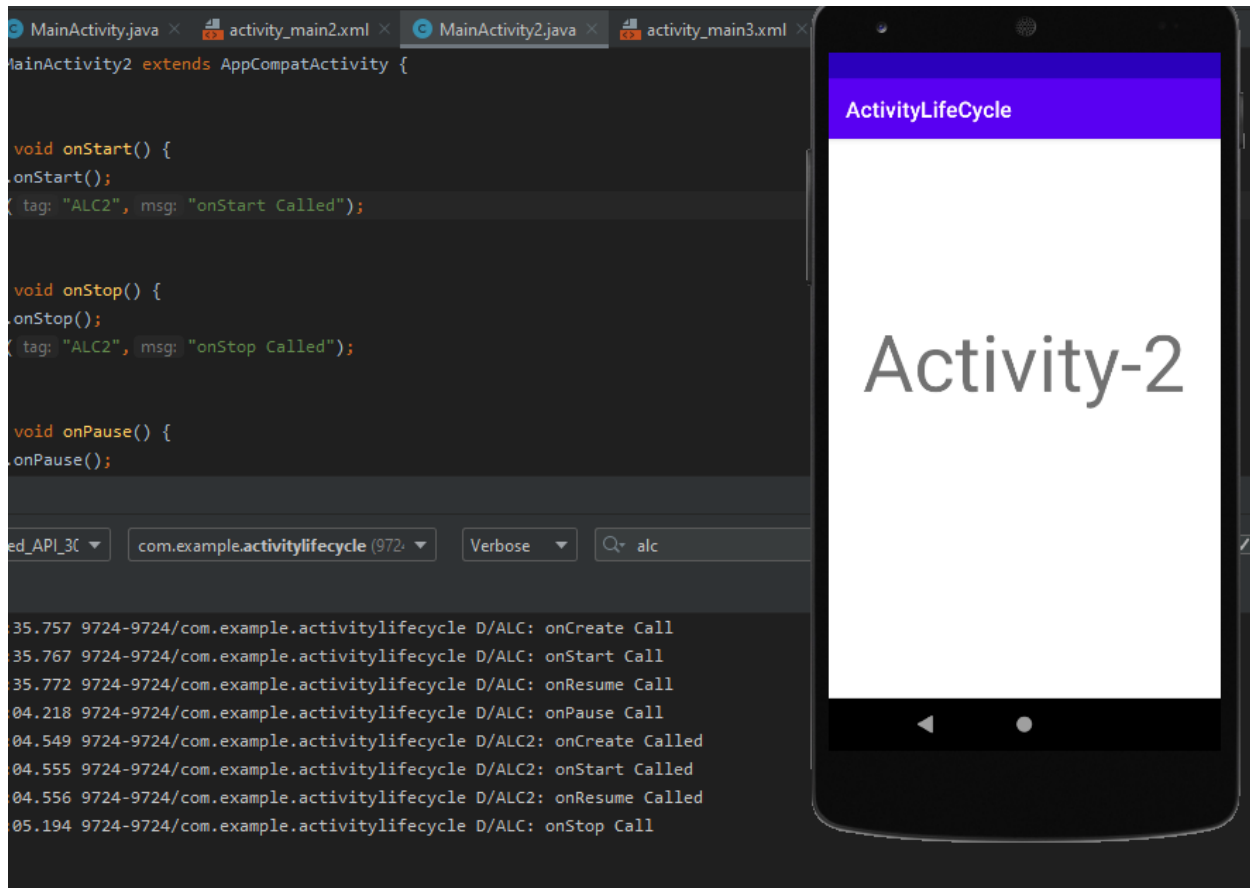 MainActivity.java activity_main2.xml MainActivity2.java activity_main3.xml
MainActivity2 extends AppCompatActivity {
void onStart() {
.onStart();
( tag: "ALC2", msg: "onStart Called");
void onStop() {
.onStop();
( tag: "ALC2", msg: "onStop Called");
void onPause() {
.onPause();
ed_API_30 com.example.activitylifecycle (9724 Verbose alc
:35.757 9724-9724/com.example.activitylifecycle D/ALC: onCreate Call
:35.767 9724-9724/com.example.activitylifecycle D/ALC: onStart Call
:35.772 9724-9724/com.example.activitylifecycle D/ALC: onResume Call
:04.218 9724-9724/com.example.activitylifecycle D/ALC: onPause Call
:04.549 9724-9724/com.example.activitylifecycle D/ALC2: onCreate Called
:04.555 9724-9724/com.example.activitylifecycle D/ALC2: onStart Called
:04.556 9724-9724/com.example.activitylifecycle D/ALC2: onResume Called
:05.194 9724-9724/com.example.activitylifecycle D/ALC: onStop Call
ActivityLifeCycle
Activity-2